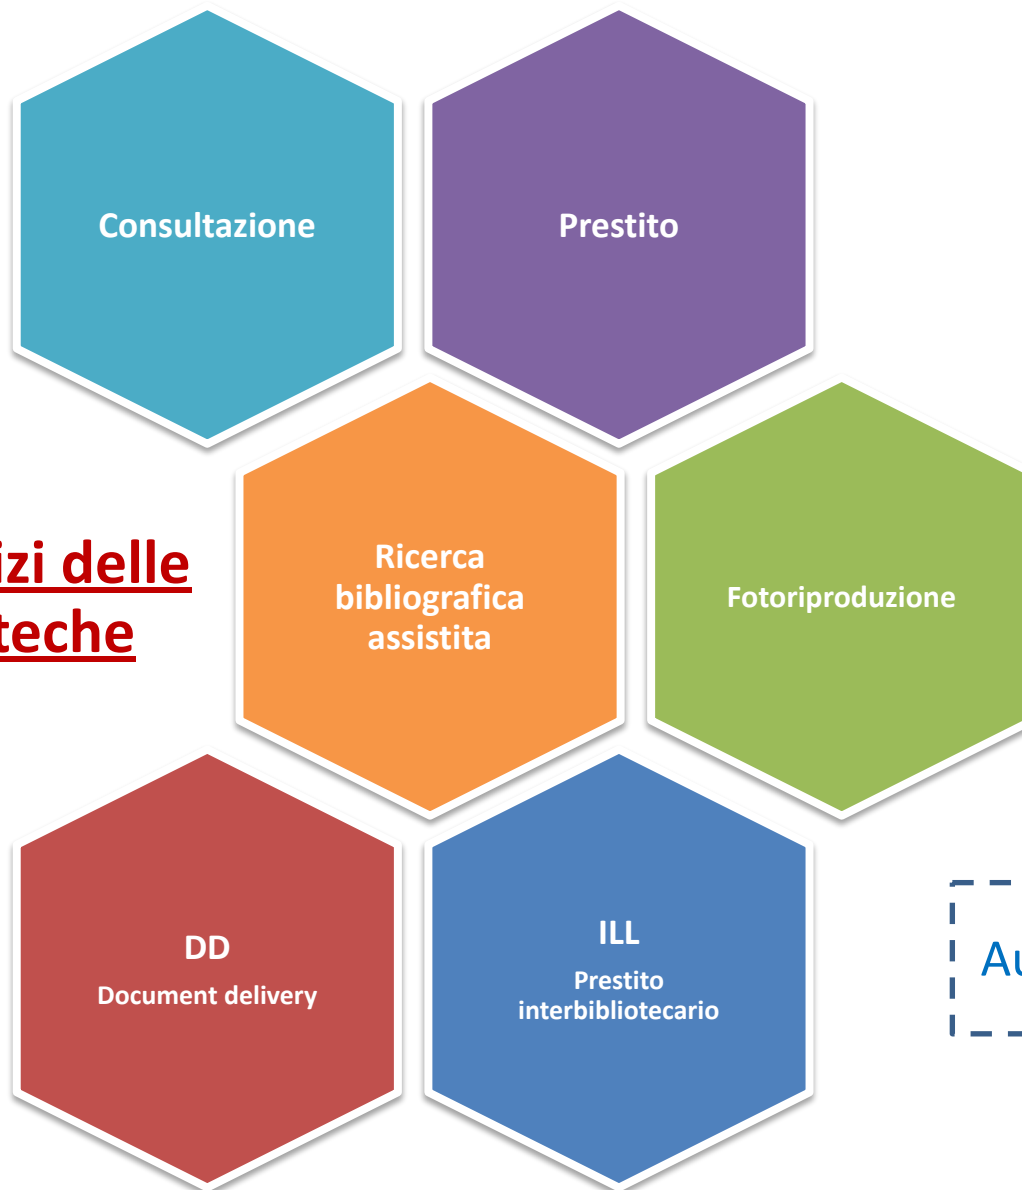 Consultazione
Prestito
izi delle
teche
Ricerca
bibliografica
assistita
Fotoriproduzione
DD
Document delivery
ILL
Prestito
interbibliotecario
Au